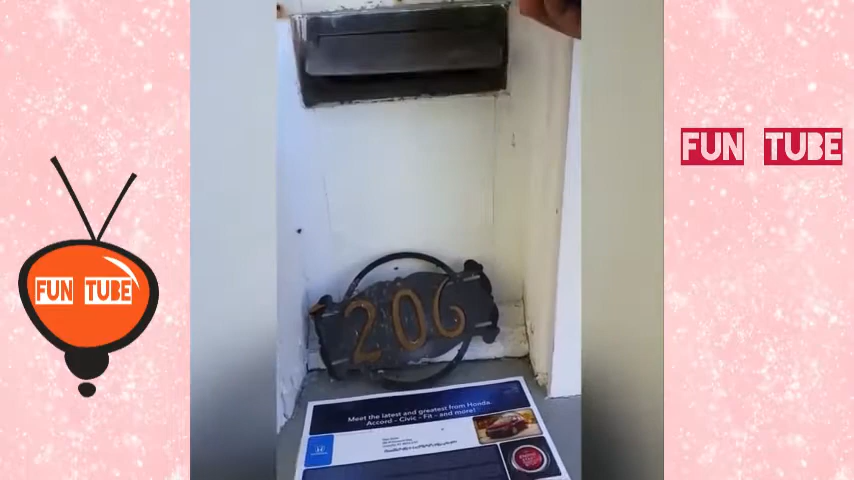 FUN TUBE
FUN TUBE
206
Meet the latest and greatest from Honda.
Accord - Civic - Fit - and more!